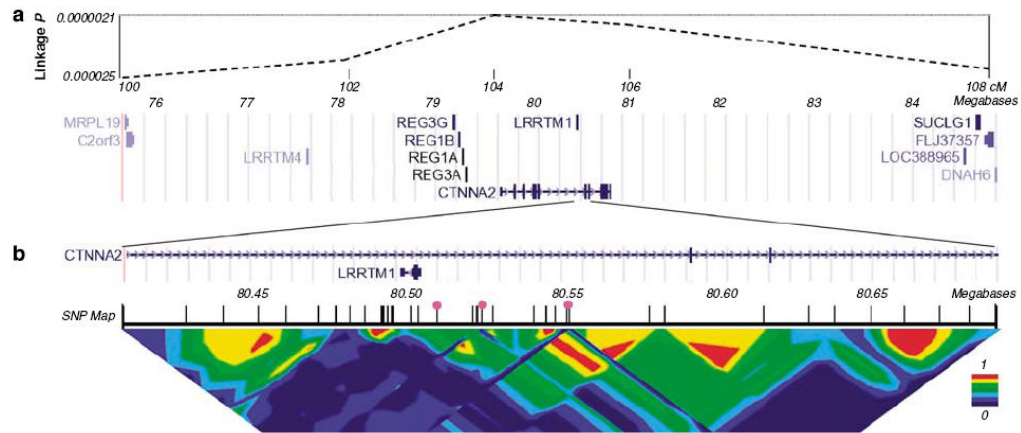 a
Linkage P
0.0000021
0.000025
100 102 104 106 108 cM
76 77 78 79 80 81 82 83 84 Megabases
MRPL19 REG3G LRRTM1 SUCLG1
C2orf3 REG1B FLJ37357
LRRTM4 REG1A LOC388965
REG3A DNAH6
CTNNA2
b
CTNNA2
LRRTM1
80.45 80.50 80.55 80.60 80.65 Megabases
SNP Map
1
0